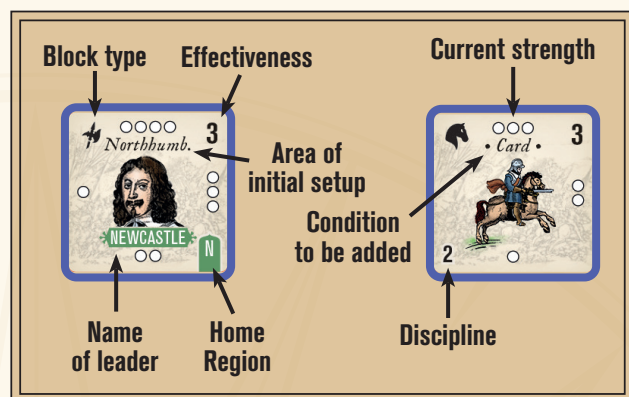 Block type
Effectiveness
Current strength
3
Northhumb.
Area of
initial setup
NEWCASTLE
N
Name
of leader
Home
Region
3
• Card •
Condition
to be added
2
Discipline